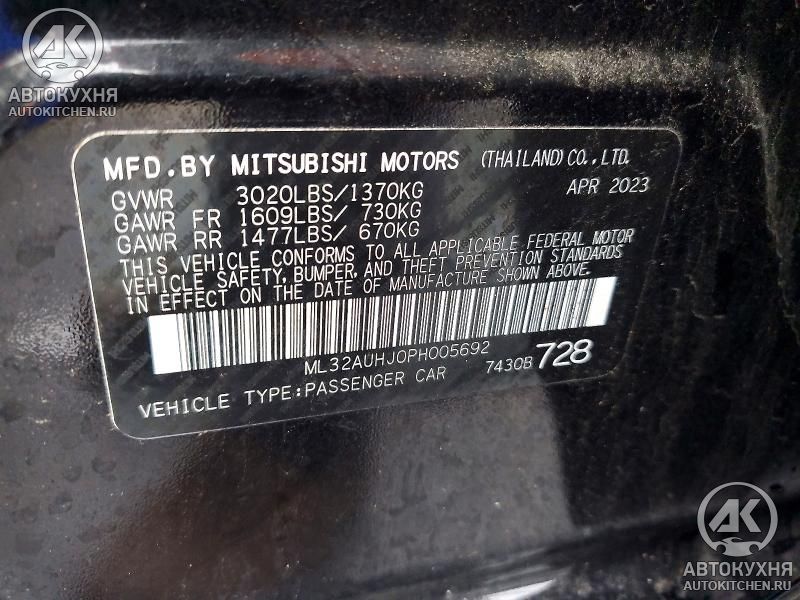 AK
АВТОКУХНЯ
AUTOKITCHEN.RU
MFD.BY MITSUBISHI MOTORS (THAILAND)CO.,LTD.
GVWR 3020LBS/1370KG APR 2023
GAWR FR 1609LBS/ 730KG
GAWR RR 1477LBS/ 670KG
THIS VEHICLE CONFORMS TO ALL APPLICABLE FEDERAL MOTOR
VEHICLE SAFETY, BUMPER, AND THEFT PREVENTION STANDARDS
IN EFFECT ON THE DATE OF MANUFACTURE SHOWN ABOVE.
ML32AUHJ0PH005692
7430B 728
VEHICLE TYPE:PASSENGER CAR
AK
АВТОКУХНЯ
AUTOKITCHEN.RU